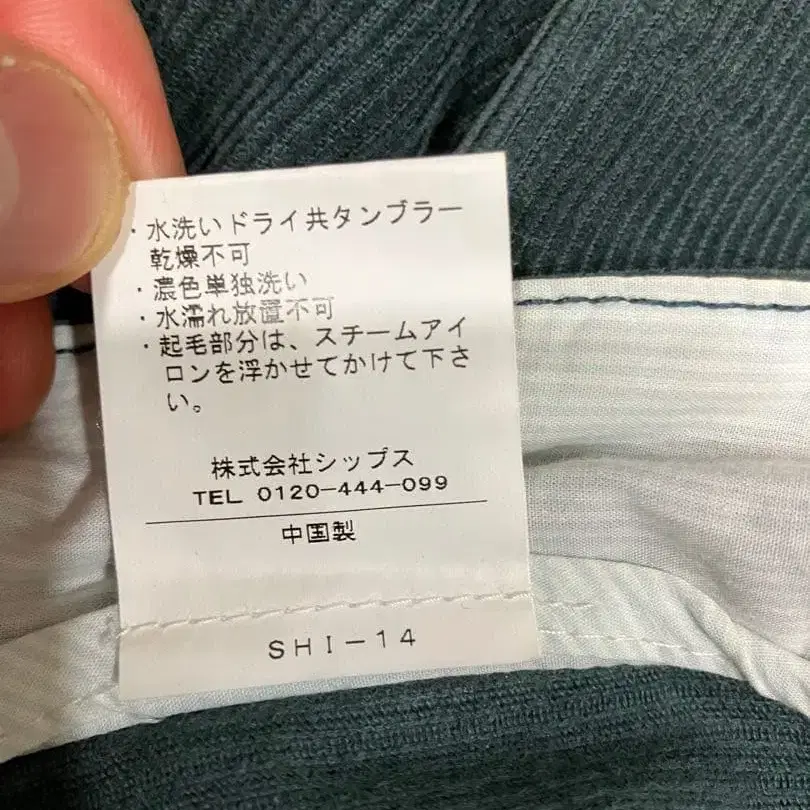 ・水洗いドライ共タンブラー
乾燥不可
・濃色単独洗い
・水濡れ放置不可
・起毛部分は、スチームアイ
ロンを浮かせてかけて下さ
い。
株式会社シップス
TEL 0120-444-099
中国製
SHI-14